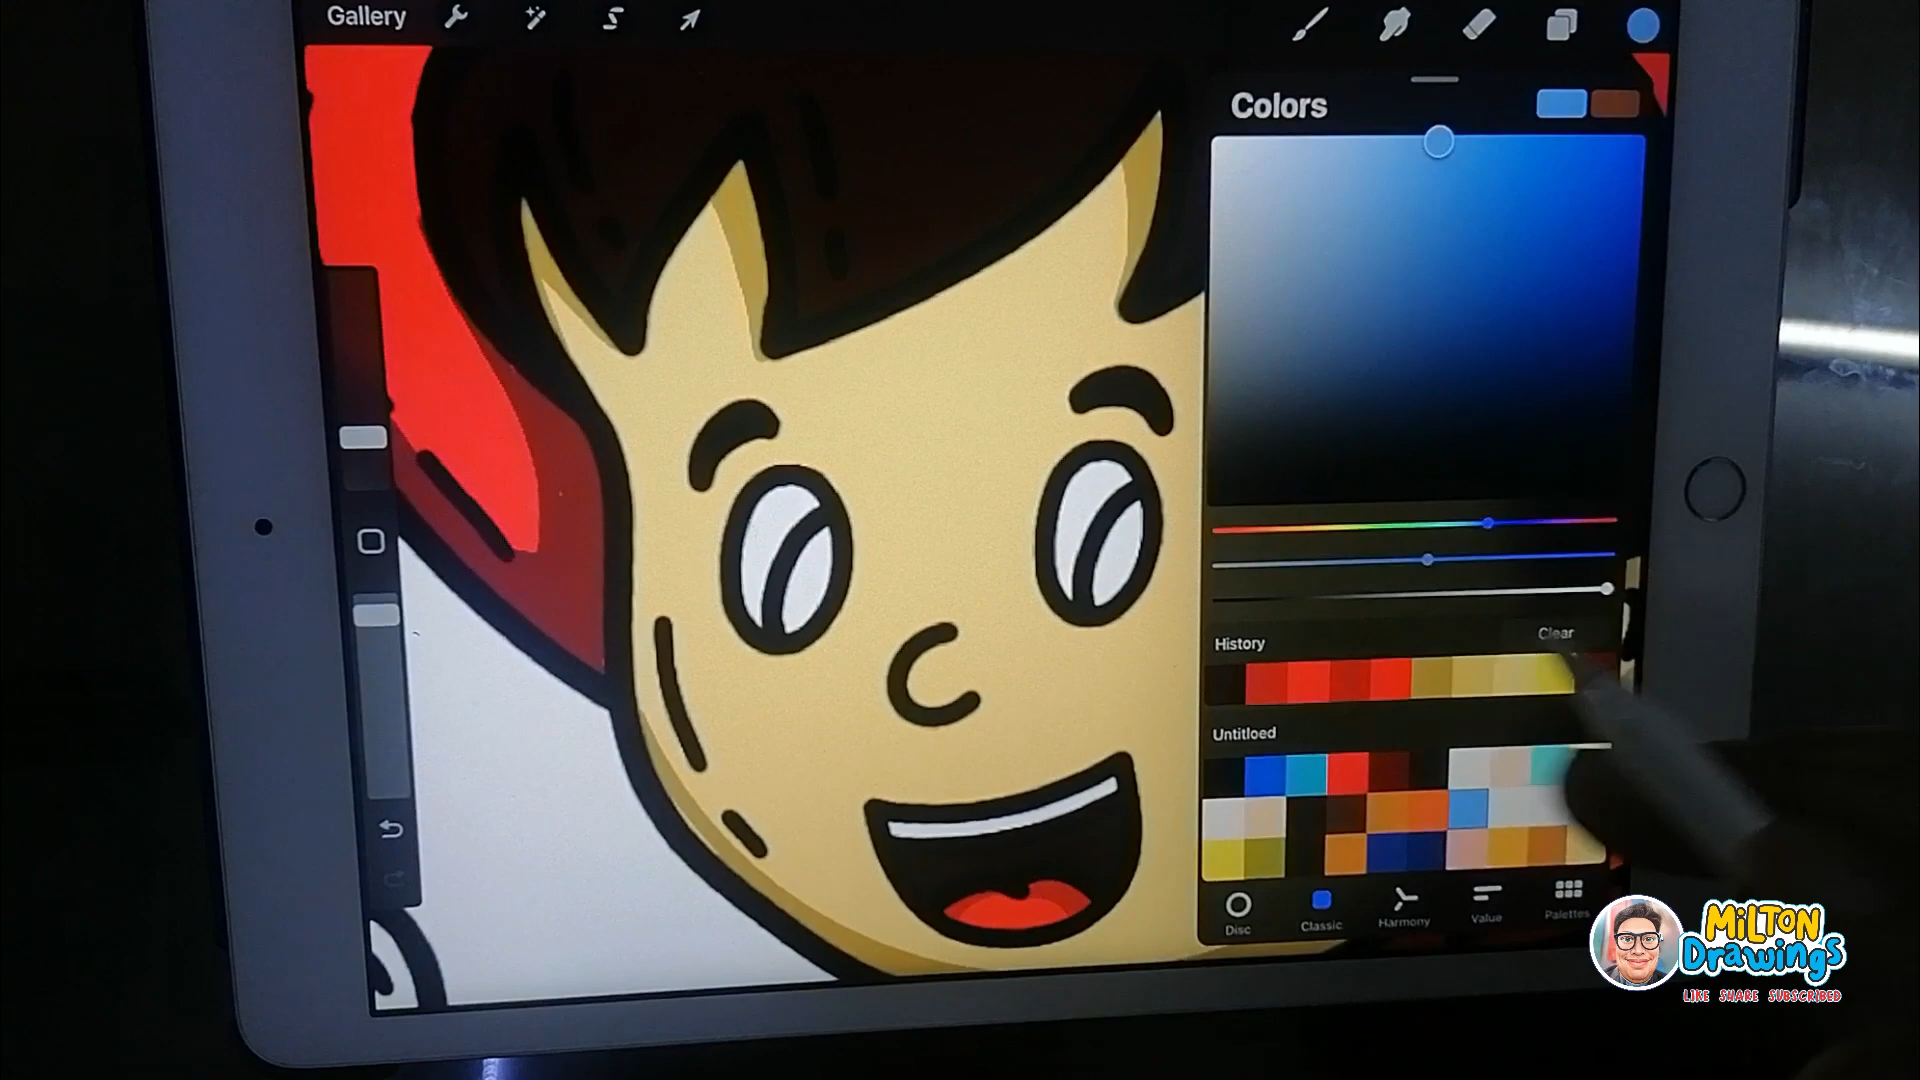 Gallery
Colors
History
Clear
Untitloed
Disc
Classic
Harmony
Value
Palettes
MiLTON
Drawings
LIKE SHARE SUBSCRIBED